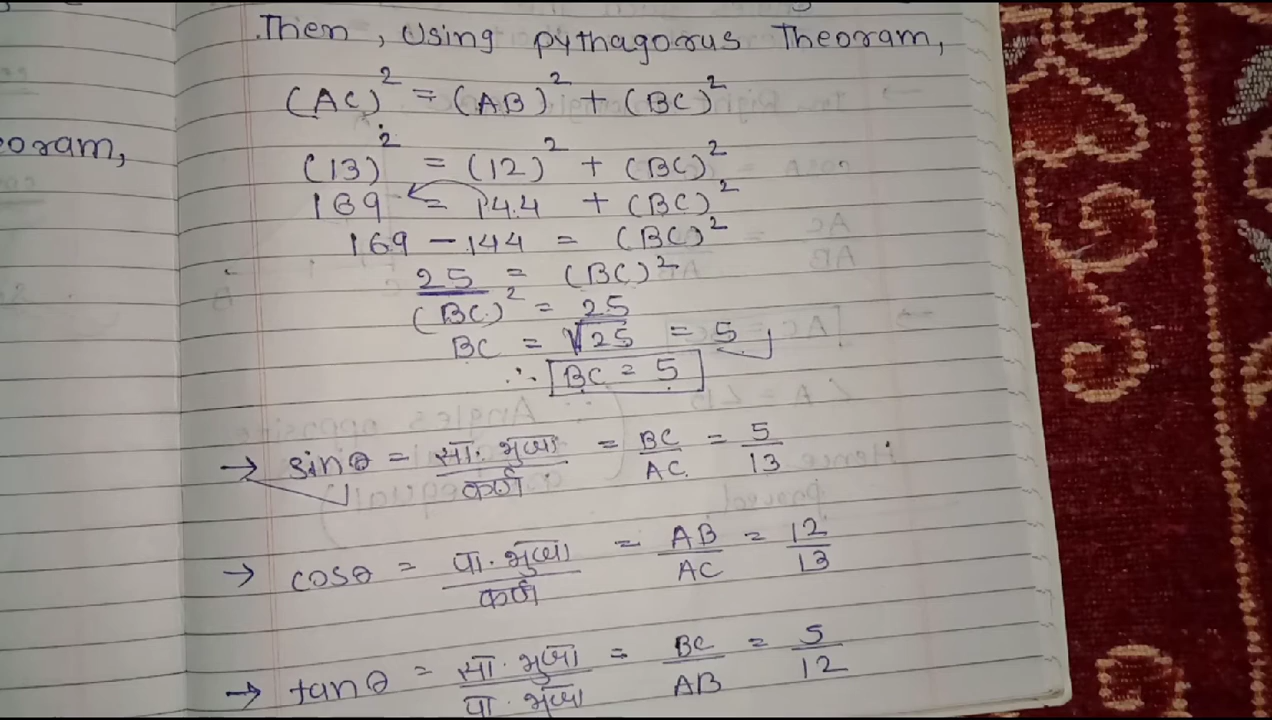 oram,
Then, Using pythagorus Theoram,
(AC)² = (AB)² + (BC)²
(13)² = (12)² + (BC)²
169 = 144 + (BC)²
169 - 144 = (BC)²
25 = (BC)²
(BC)² = 25
BC = √25 = 5
∴ BC = 5
→ sinθ = सा. भुजा / कर्ण = BC / AC = 5 / 13
→ cosθ = पा. भुजा / कर्ण = AB / AC = 12 / 13
→ tanθ = सा. भुजा / पा. भुजा = BC / AB = 5 / 12